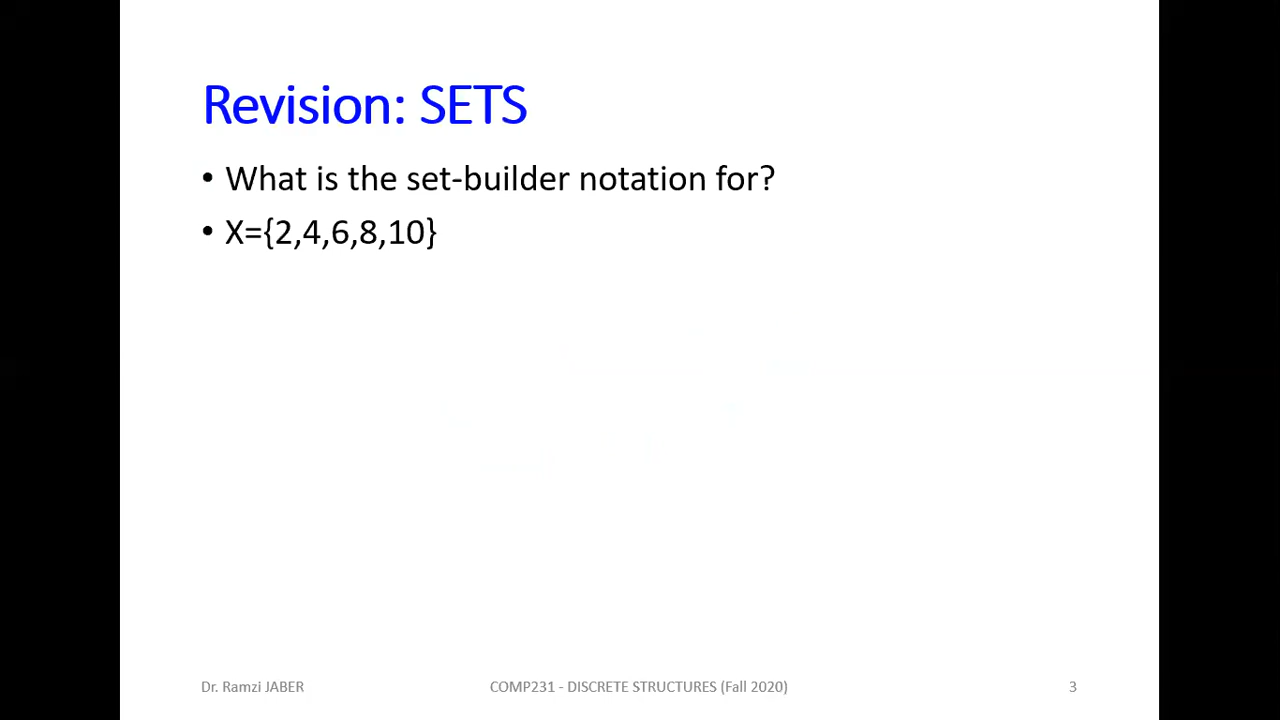 Revision: SETS
• What is the set-builder notation for?
• X={2,4,6,8,10}
Dr. Ramzi JABER
COMP231 - DISCRETE STRUCTURES (Fall 2020)
3